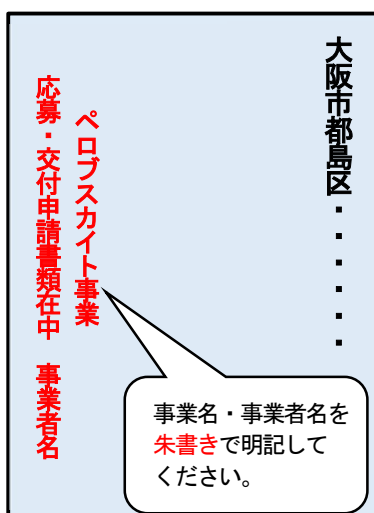 大阪市都島区・・・・・・
ペロブスカイト事業
応募・交付申請書類在中 事業者名
事業名・事業者名を
朱書きで明記して
ください。